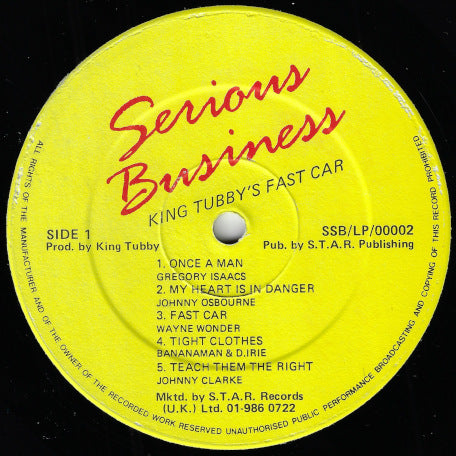 Serious
Business
KING TUBBY'S FAST CAR
SIDE 1
Prod. by King Tubby
SSB/LP/00002
Pub. by S.T.A.R. Publishing
1. ONCE A MAN
GREGORY ISAACS
2. MY HEART IS IN DANGER
JOHNNY OSBOURNE
3. FAST CAR
WAYNE WONDER
4. TIGHT CLOTHES
BANANAMAN & D.IRIE
5. TEACH THEM THE RIGHT
JOHNNY CLARKE
Mktd. by S.T.A.R. Records
(U.K.) Ltd. 01-986 0722
ALL RIGHTS OF THE MANUFACTURER AND OF THE OWNER OF THE RECORDED WORK RESERVED UNAUTHORISED PUBLIC PERFORMANCE BROADCASTING AND COPYING OF THIS RECORD PROHIBITED